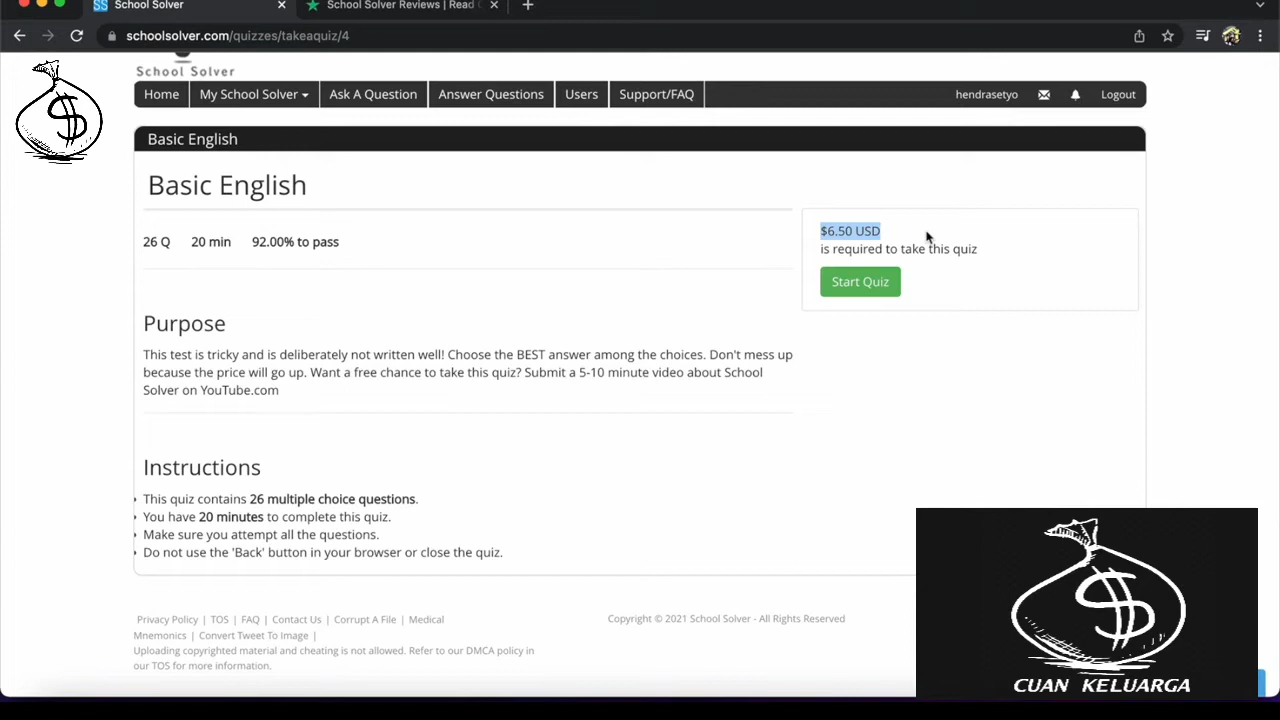 School Solver
School Solver Reviews | Read
schoolsolver.com/quizzes/takeaquiz/4
School Solver
Home
My School Solver
Ask A Question
Answer Questions
Users
Support/FAQ
hendrasetyo
Logout
Basic English
Basic English
26 Q 20 min 92.00% to pass
$6.50 USD
is required to take this quiz
Start Quiz
Purpose
This test is tricky and is deliberately not written well! Choose the BEST answer among the choices. Don't mess up
because the price will go up. Want a free chance to take this quiz? Submit a 5-10 minute video about School
Solver on YouTube.com
Instructions
This quiz contains 26 multiple choice questions.
You have 20 minutes to complete this quiz.
Make sure you attempt all the questions.
Do not use the 'Back' button in your browser or close the quiz.
Privacy Policy | TOS | FAQ | Contact Us | Corrupt A File | Medical
Mnemonics | Convert Tweet To Image |
Uploading copyrighted material and cheating is not allowed. Refer to our DMCA policy in
our TOS for more information.
Copyright © 2021 School Solver - All Rights Reserved
$
$
CUAN KELUARGA